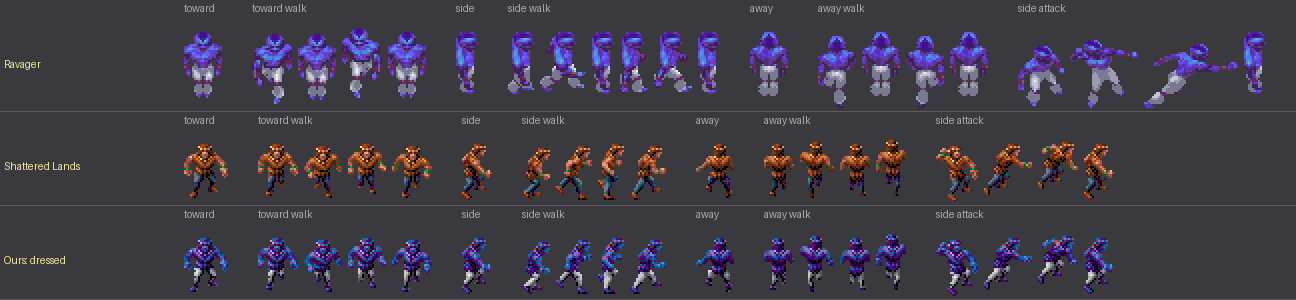 toward toward walk side side walk away away walk side attack
Ravager
toward toward walk side side walk away away walk side attack
Shattered Lands
toward toward walk side side walk away away walk side attack
Ours: dressed